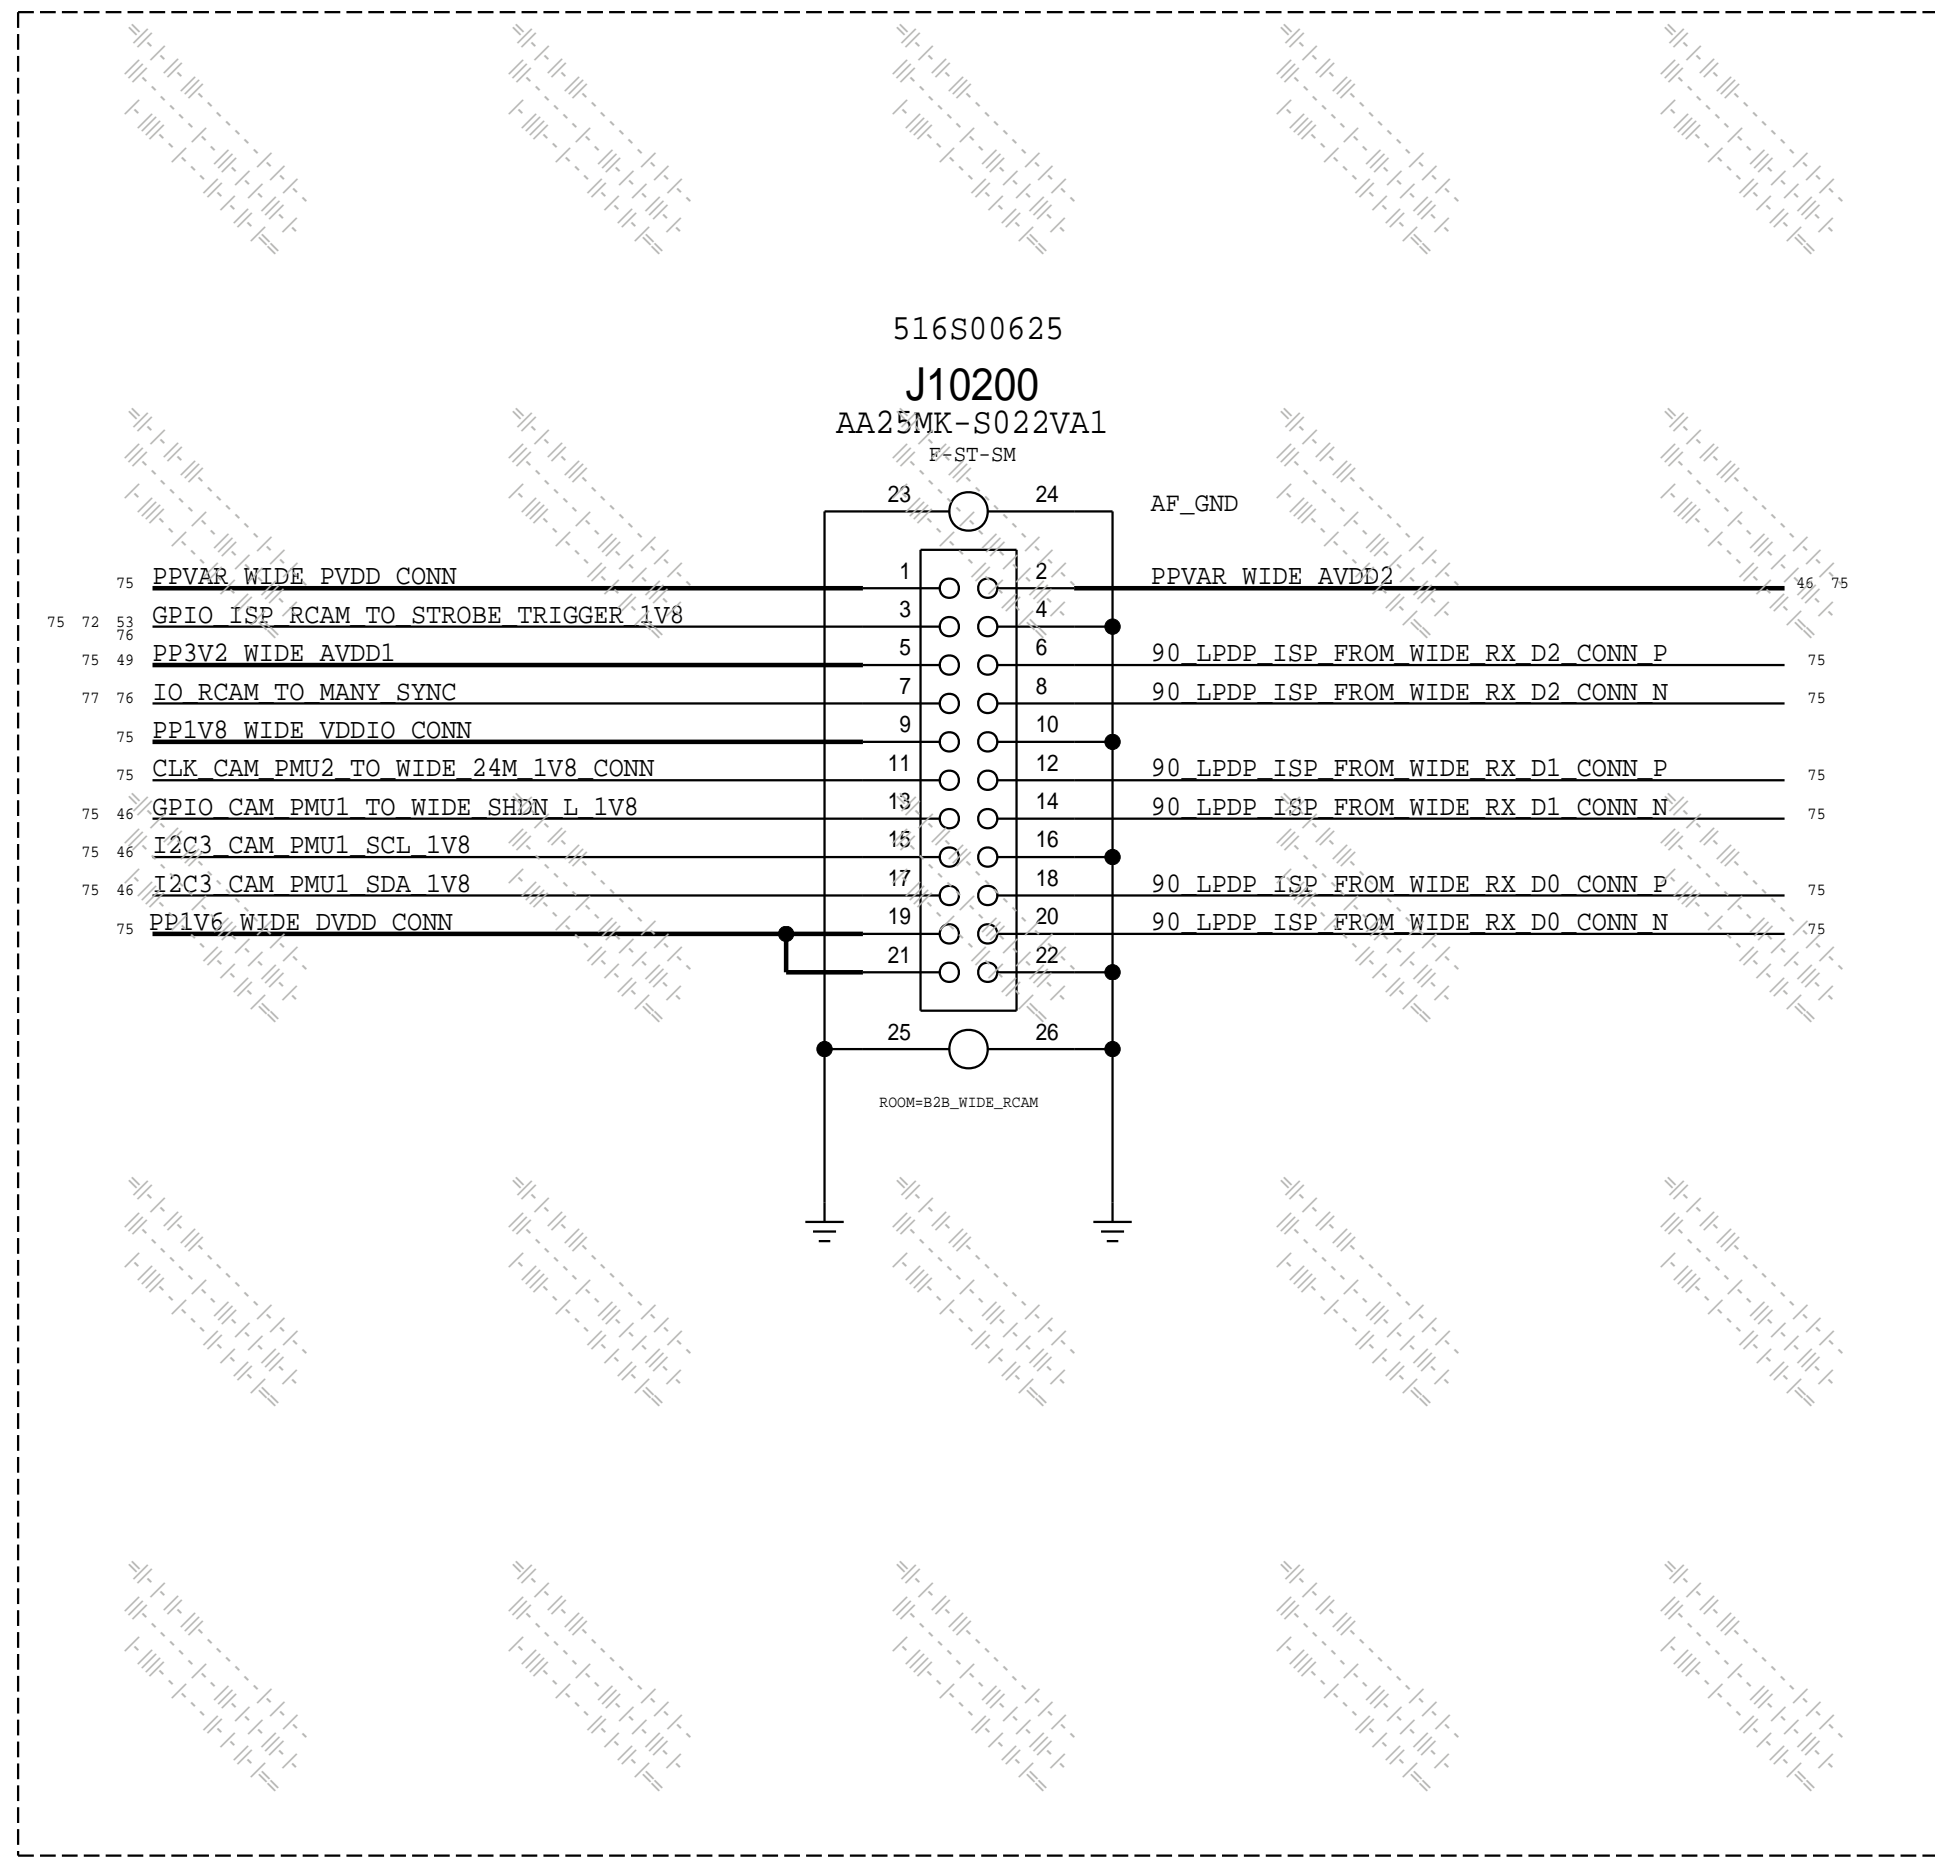 516S00625
J10200
AA25MK-S022VA1
F-ST-SM
23 24 AF_GND
75 PPVAR_WIDE_PVDD_CONN 1 2 PPVAR_WIDE_AVDD2 46 75
75 72 53 GPIO_ISP_RCAM_TO_STROBE_TRIGGER_1V8 3 4
76
75 49 PP3V2_WIDE_AVDD1 5 6 90_LPDP_ISP_FROM_WIDE_RX_D2_CONN_P 75
77 76 IO_RCAM_TO_MANY_SYNC 7 8 90_LPDP_ISP_FROM_WIDE_RX_D2_CONN_N 75
75 PP1V8_WIDE_VDDIO_CONN 9 10
75 CLK_CAM_PMU2_TO_WIDE_24M_1V8_CONN 11 12 90_LPDP_ISP_FROM_WIDE_RX_D1_CONN_P 75
75 46 GPIO_CAM_PMU1_TO_WIDE_SHDN_L_1V8 13 14 90_LPDP_ISP_FROM_WIDE_RX_D1_CONN_N 75
75 46 I2C3_CAM_PMU1_SCL_1V8 15 16
75 46 I2C3_CAM_PMU1_SDA_1V8 17 18 90_LPDP_ISP_FROM_WIDE_RX_D0_CONN_P 75
75 PP1V6_WIDE_DVDD_CONN 19 20 90_LPDP_ISP_FROM_WIDE_RX_D0_CONN_N 75
21 22
25 26
ROOM=B2B_WIDE_RCAM